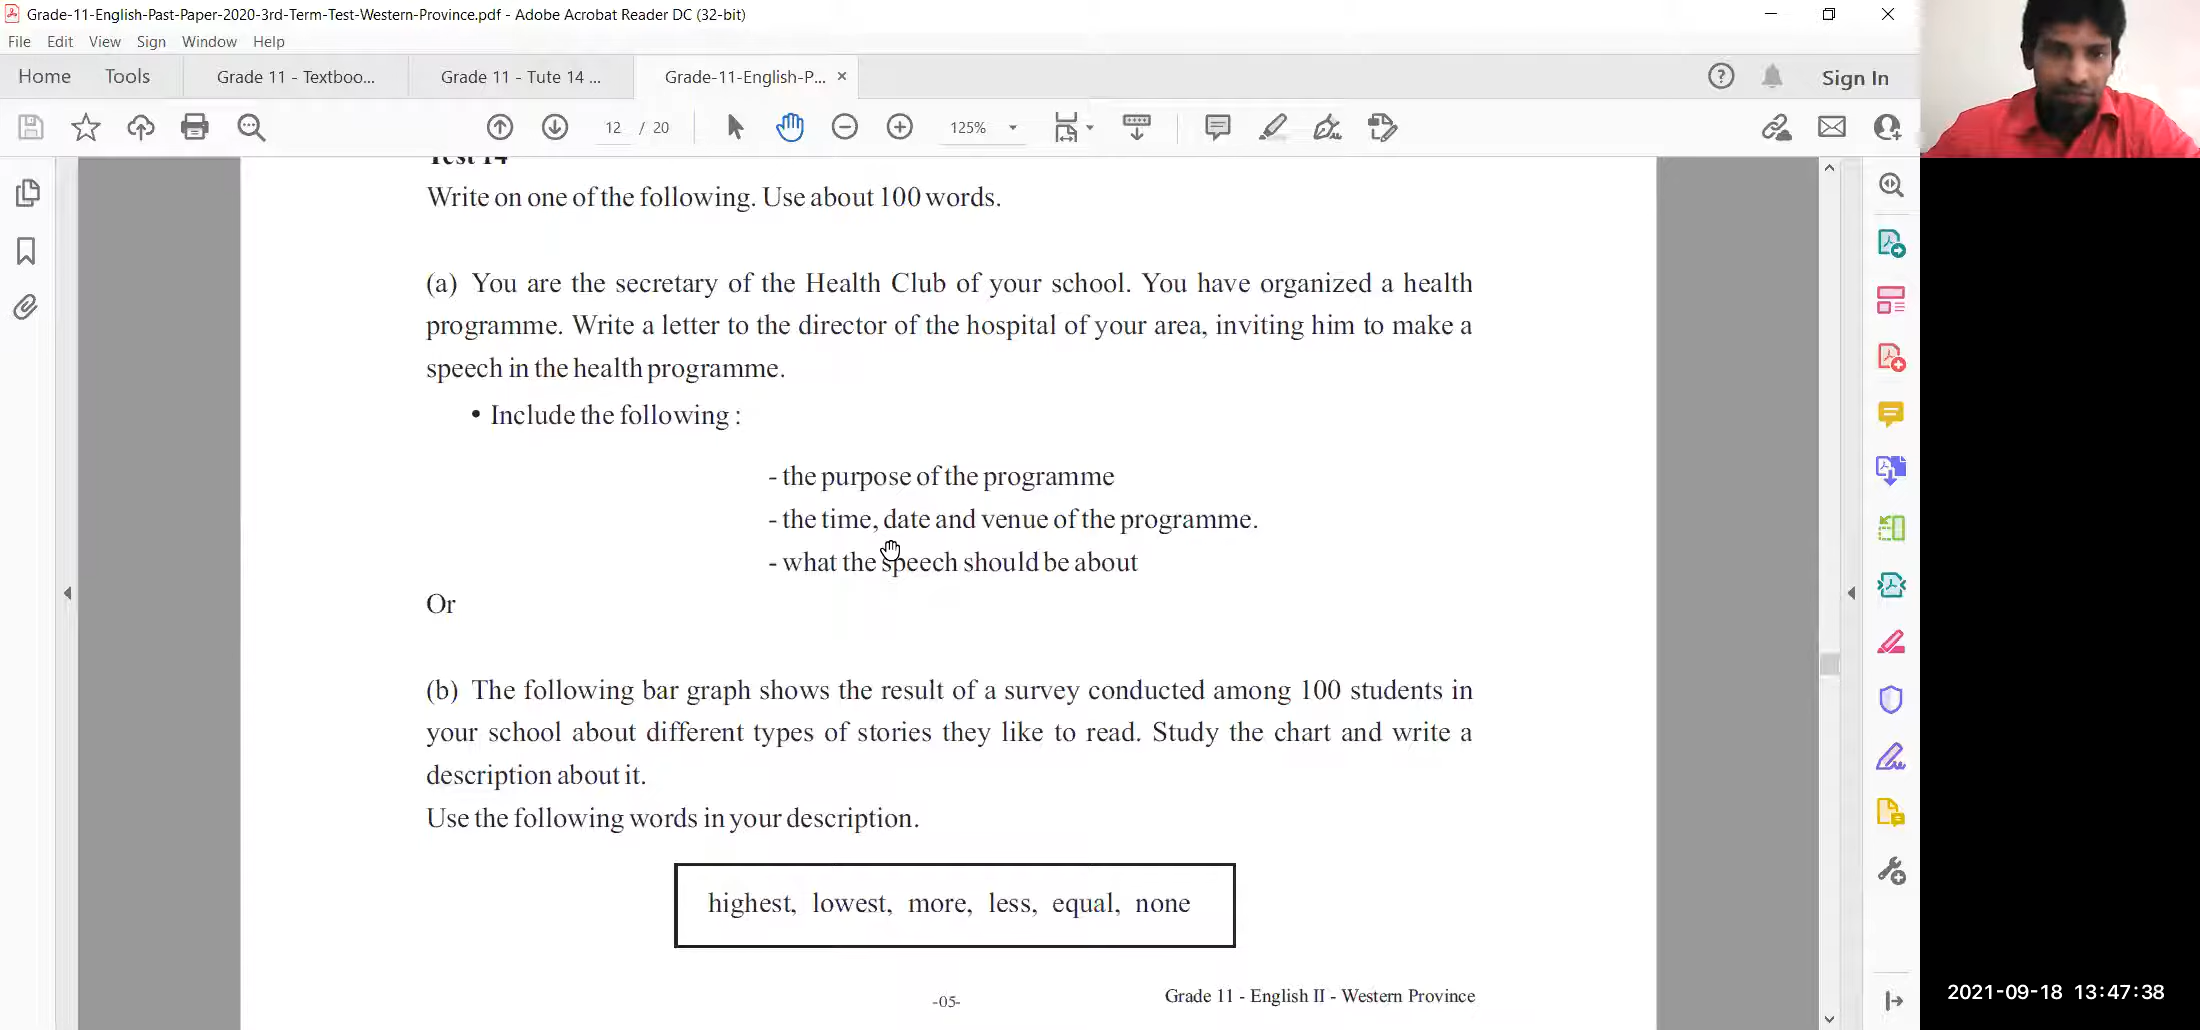 Grade-11-English-Past-Paper-2020-3rd-Term-Test-Western-Province.pdf - Adobe Acrobat Reader DC (32-bit)
File Edit View Sign Window Help
Home Tools Grade 11 - Textboo... Grade 11 - Tute 14 ... Grade-11-English-P... × Sign In
12 / 20 125%
Test 14
Write on one of the following. Use about 100 words.
(a) You are the secretary of the Health Club of your school. You have organized a health
programme. Write a letter to the director of the hospital of your area, inviting him to make a
speech in the health programme.
• Include the following :
- the purpose of the programme
- the time, date and venue of the programme.
- what the speech should be about
Or
(b) The following bar graph shows the result of a survey conducted among 100 students in
your school about different types of stories they like to read. Study the chart and write a
description about it.
Use the following words in your description.
highest, lowest, more, less, equal, none
-05- Grade 11 - English II - Western Province
2021-09-18 13:47:38